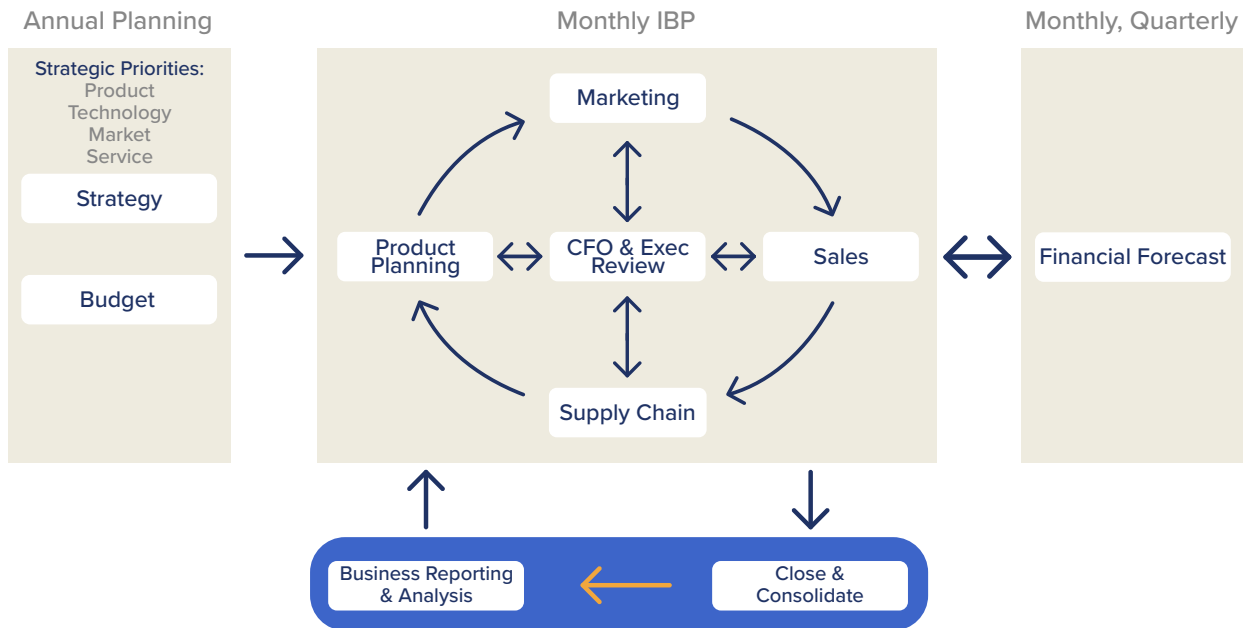 Annual Planning
Strategic Priorities:
Product
Technology
Market
Service
Strategy
Budget
Monthly IBP
Marketing
Product
Planning
CFO & Exec
Review
Sales
Supply Chain
Monthly, Quarterly
Financial Forecast
Business Reporting
& Analysis
Close &
Consolidate